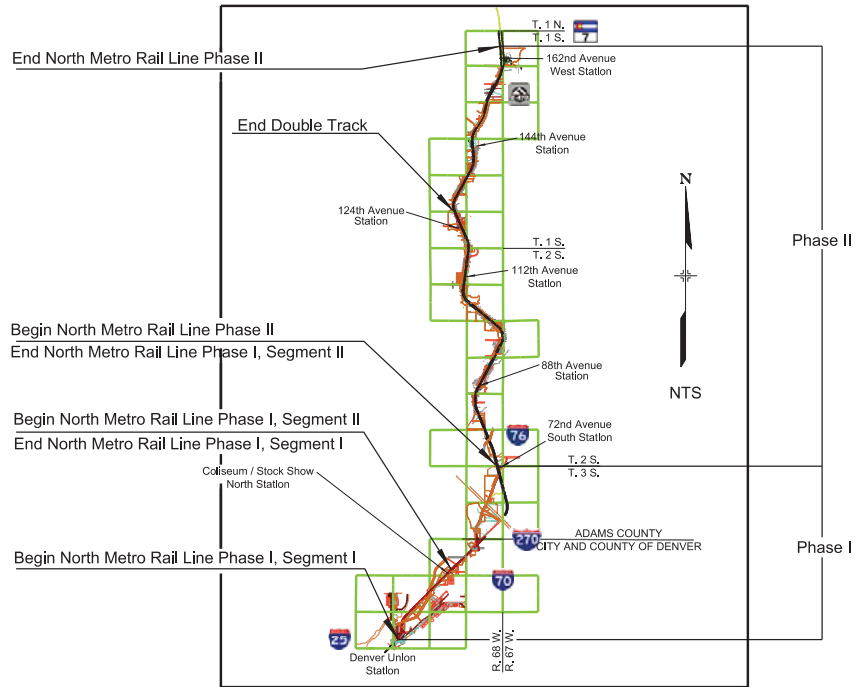 T. 1 N.
T. 1 S.
7
End North Metro Rail Line Phase II
162nd Avenue
West Station
End Double Track
144th Avenue
Station
124th Avenue
Station
N
T. 1 S.
T. 2 S.
Phase II
112th Avenue
Station
Begin North Metro Rail Line Phase II
End North Metro Rail Line Phase I, Segment II
88th Avenue
Station
NTS
Begin North Metro Rail Line Phase I, Segment II
End North Metro Rail Line Phase I, Segment I
76
72nd Avenue
South Station
Coliseum / Stock Show
North Station
T. 2 S.
T. 3 S.
270
ADAMS COUNTY
CITY AND COUNTY OF DENVER
Phase I
Begin North Metro Rail Line Phase I, Segment I
70
25
Denver Union
Station
R. 68 W.
R. 67 W.